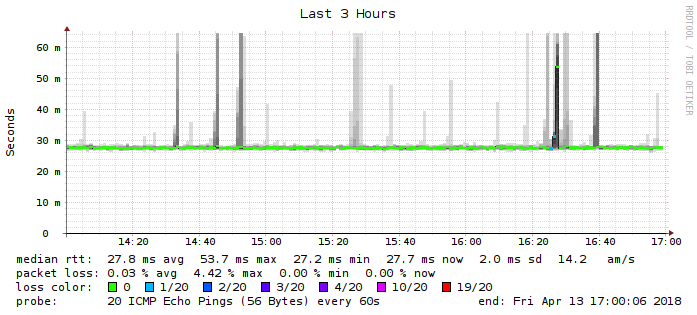 Last 3 Hours
RRDTOOL / TOBI OETIKER
Seconds
60 m
50 m
40 m
30 m
20 m
10 m
0
14:20 14:40 15:00 15:20 15:40 16:00 16:20 16:40 17:00
median rtt: 27.8 ms avg 53.7 ms max 27.2 ms min 27.7 ms now 2.0 ms sd 14.2 am/s
packet loss: 0.03 % avg 4.42 % max 0.00 % min 0.00 % now
loss color: 0 1/20 2/20 3/20 4/20 10/20 19/20
probe: 20 ICMP Echo Pings (56 Bytes) every 60s end: Fri Apr 13 17:00:06 2018